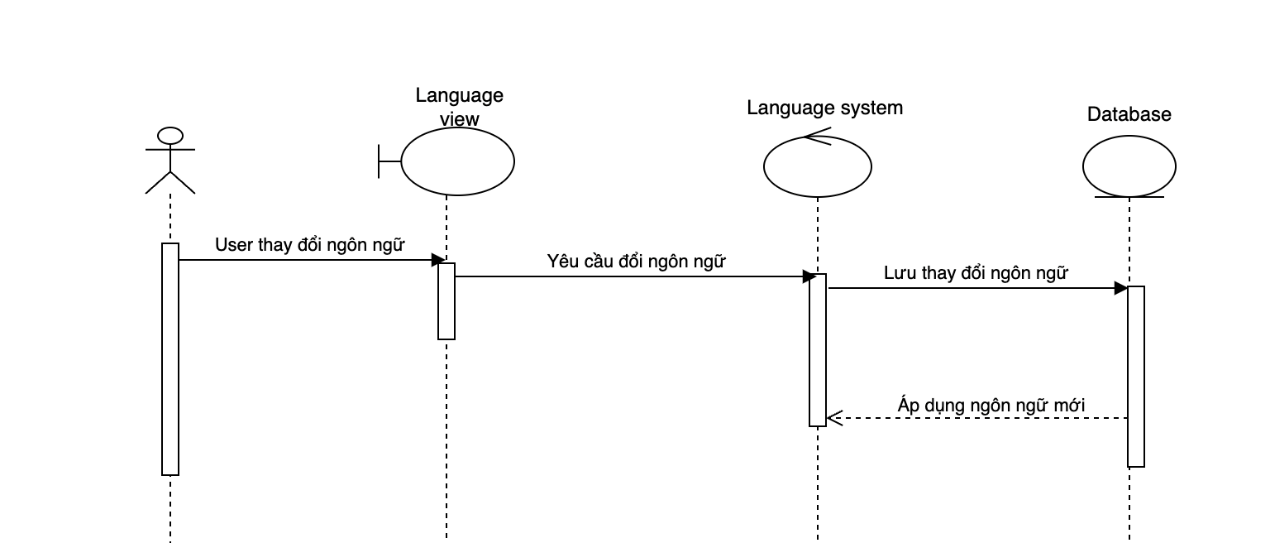 Language
view
Language system
Database
User thay đổi ngôn ngữ
Yêu cầu đổi ngôn ngữ
Lưu thay đổi ngôn ngữ
Áp dụng ngôn ngữ mới